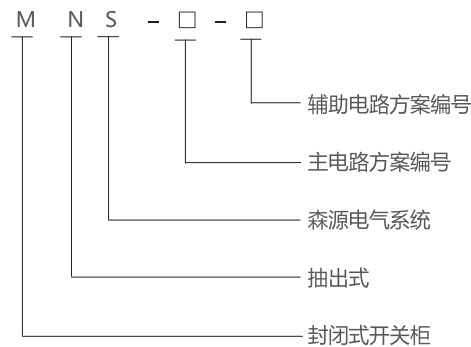 M N S - □ - □
辅助电路方案编号
主电路方案编号
森源电气系统
抽出式
封闭式开关柜